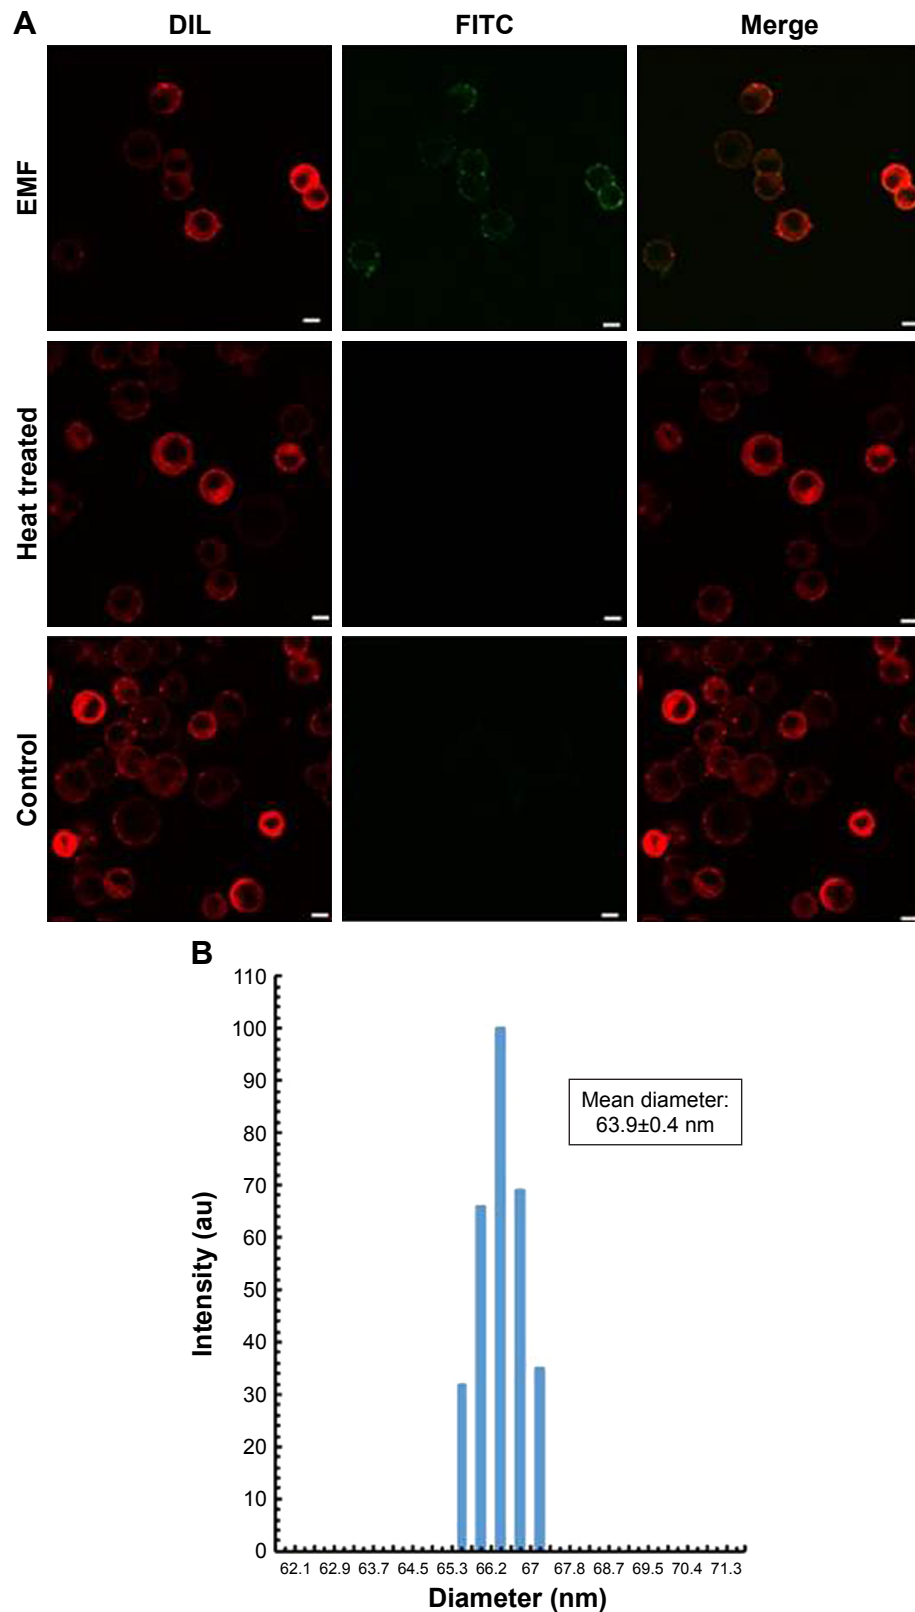 A
DIL
FITC
Merge
EMF
Heat treated
Control
B
110
100
90
80
70
60
50
40
30
20
10
0
Intensity (au)
Mean diameter:
63.9±0.4 nm
62.1 62.9 63.7 64.5 65.3 66.2 67 67.8 68.7 69.5 70.4 71.3
Diameter (nm)